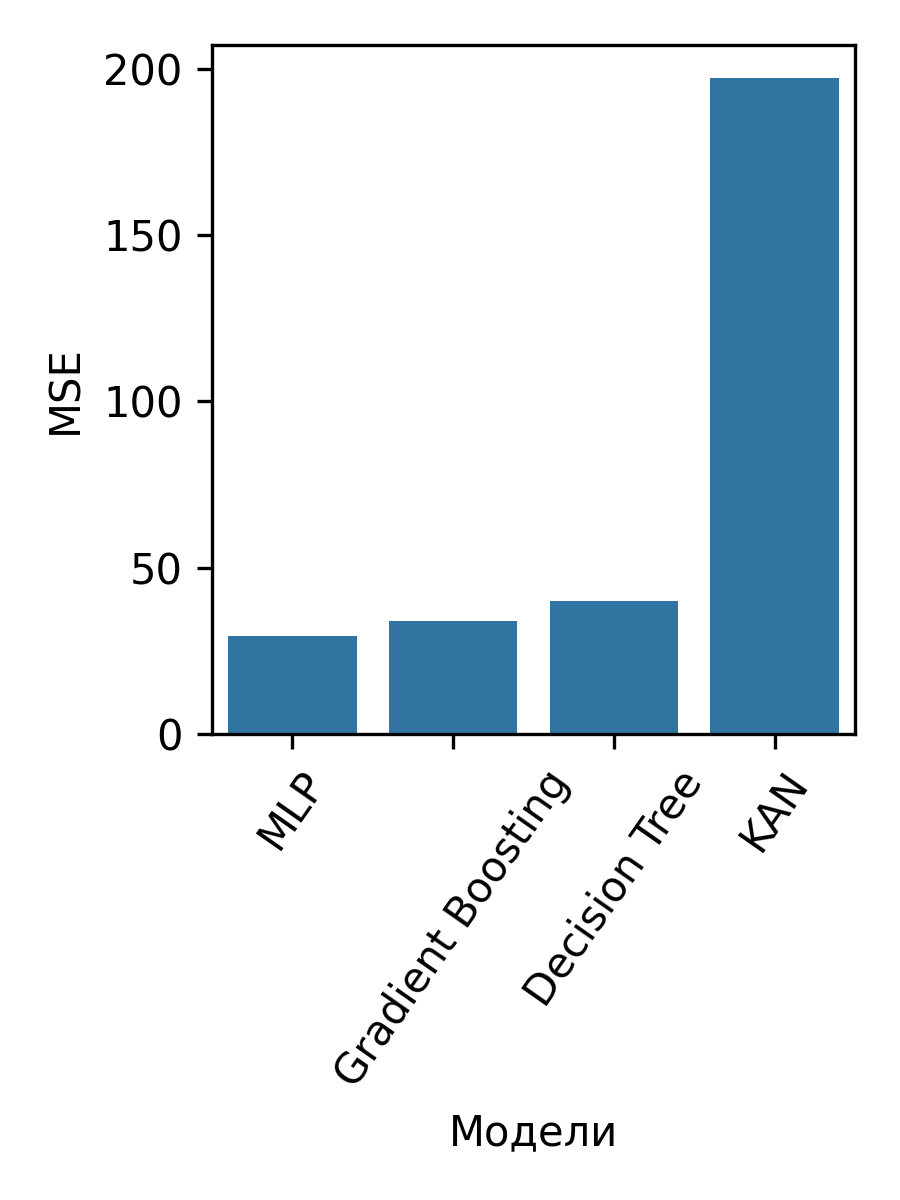 200
150
100
50
0
MSE
MLP
Gradient Boosting
Decision Tree
KAN
Модели